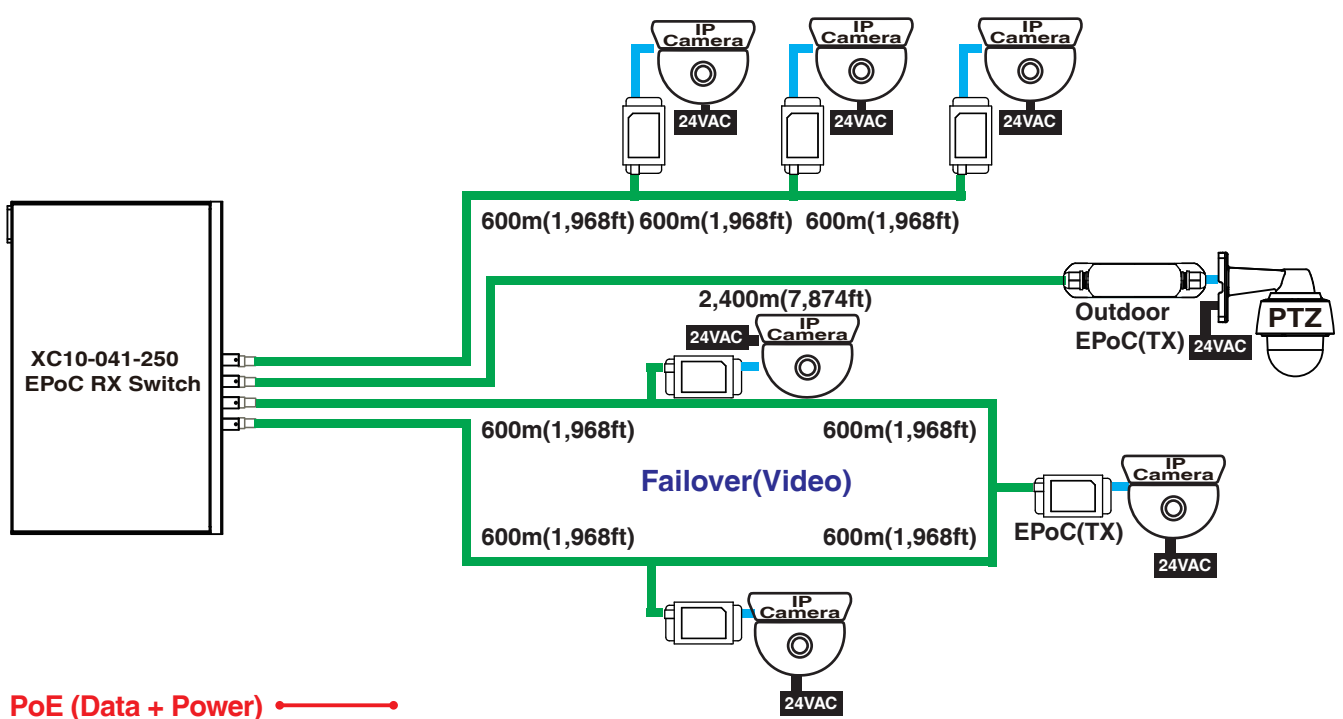 IP
Camera
24VAC
IP
Camera
24VAC
IP
Camera
24VAC
600m(1,968ft) 600m(1,968ft) 600m(1,968ft)
XC10-041-250
EPoC RX Switch
2,400m(7,874ft)
Outdoor
EPoC(TX)
24VAC
PTZ
24VAC
IP
Camera
600m(1,968ft)
600m(1,968ft)
Failover(Video)
IP
Camera
EPoC(TX)
24VAC
600m(1,968ft)
600m(1,968ft)
IP
Camera
24VAC
PoE (Data + Power)